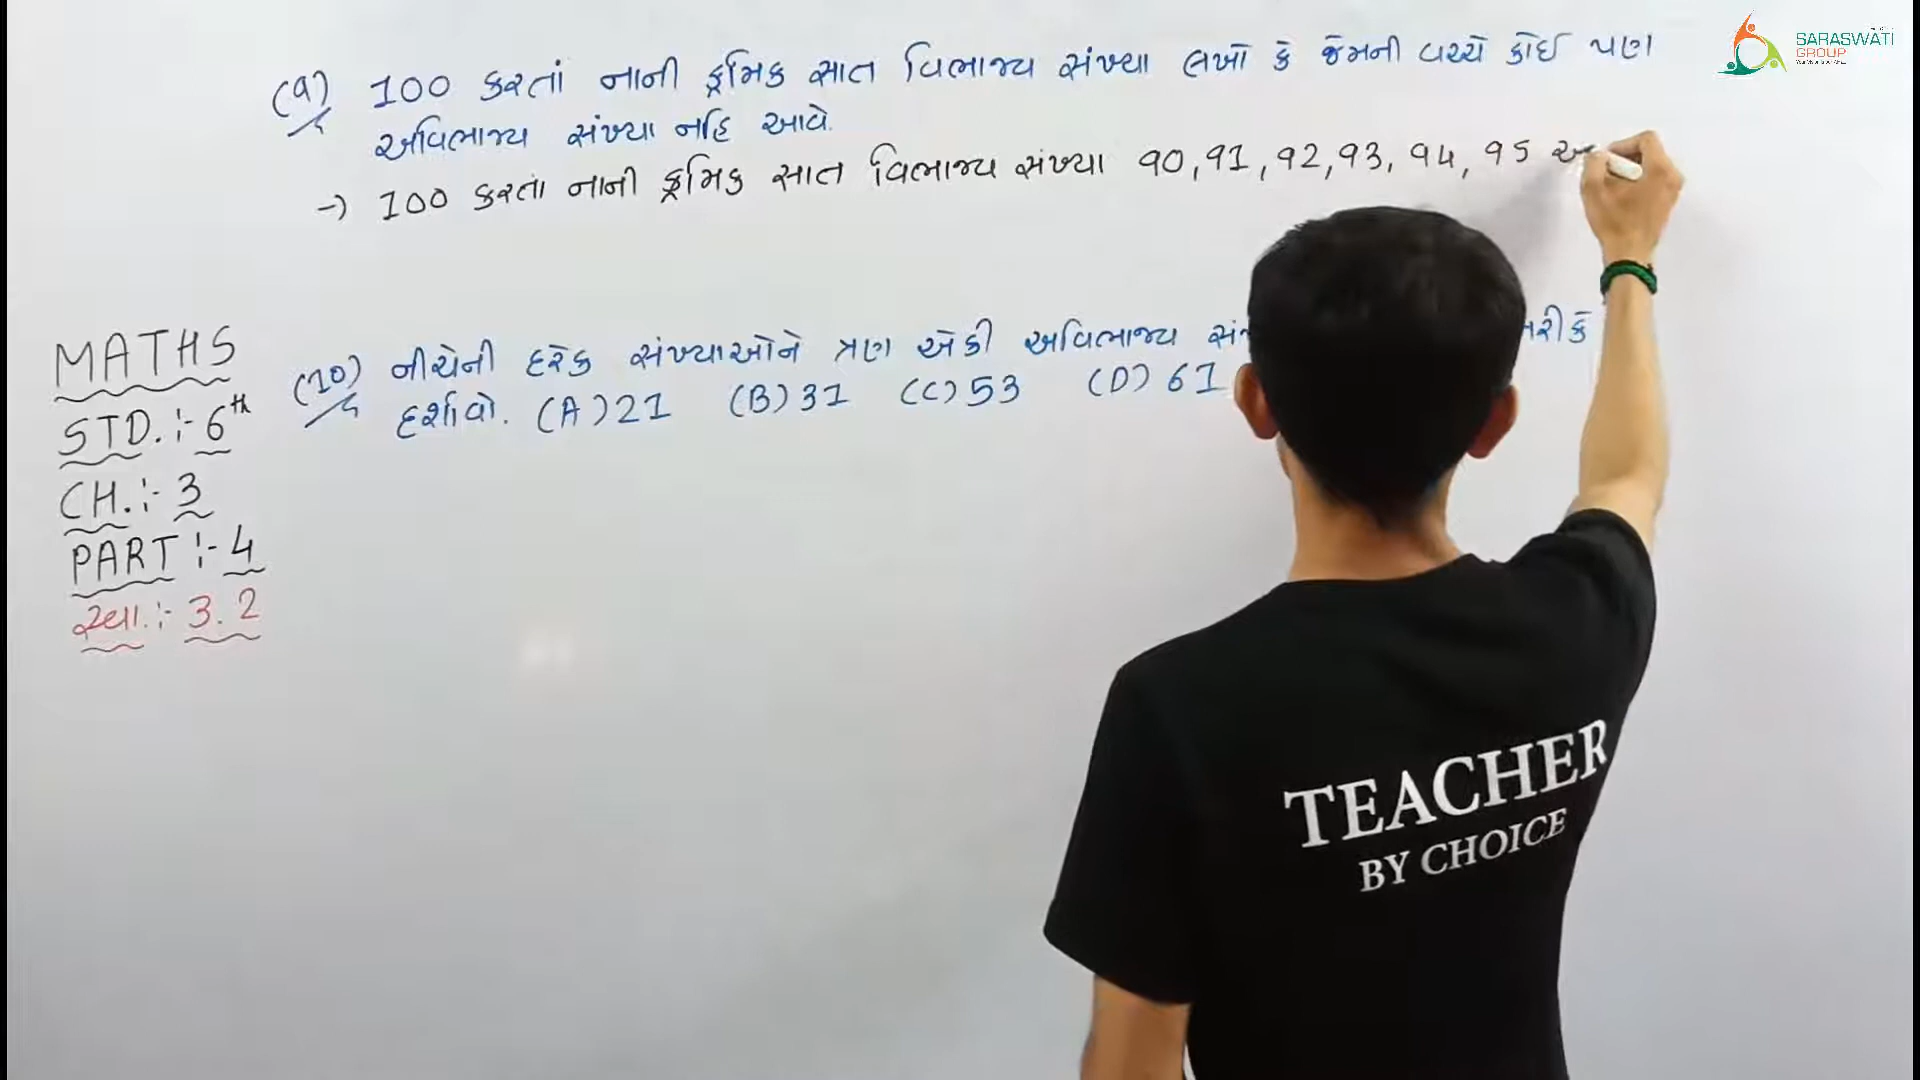 (9) 100 કરતાં નાની ક્રમિક સાત વિભાજ્ય સંખ્યા લખો કે જેમની વચ્ચે કોઈ પણ
અવિભાજ્ય સંખ્યા નહિ આવે.
→ 100 કરતાં નાની ક્રમિક સાત વિભાજ્ય સંખ્યા 90, 91, 92, 93, 94, 95 અ
(10) નીચેની દરેક સંખ્યાઓને ત્રણ એકી અવિભાજ્ય સં તરીકે
દર્શાવો. (A) 21 (B) 31 (C) 53 (D) 61
MATHS
STD. :- 6th
CH. :- 3
PART :- 4
સ્વા. :- 3.2
TEACHER
BY CHOICE
SARASWATI
GROUP